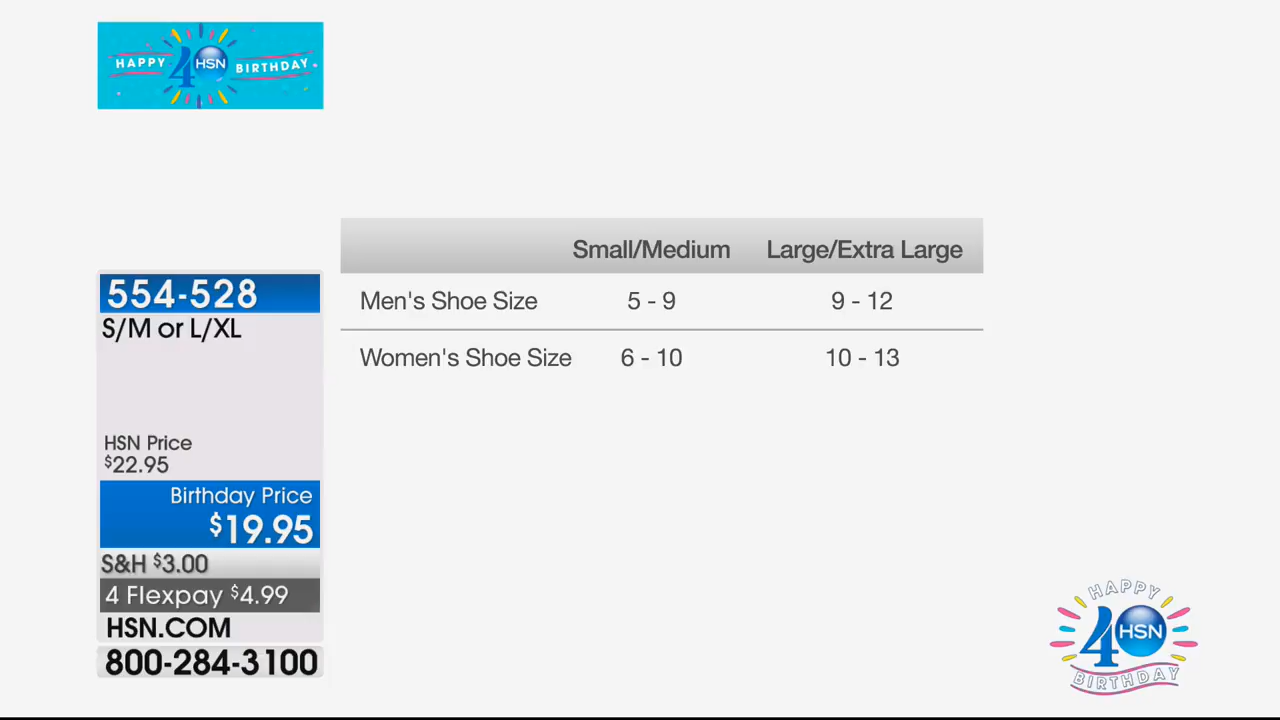 HAPPY 40 HSN BIRTHDAY
Small/Medium Large/Extra Large
Men's Shoe Size 5 - 9 9 - 12
Women's Shoe Size 6 - 10 10 - 13
554-528
S/M or L/XL
HSN Price
$22.95
Birthday Price
$19.95
S&H $3.00
4 Flexpay $4.99
HSN.COM
800-284-3100
HAPPY
40 HSN
BIRTHDAY